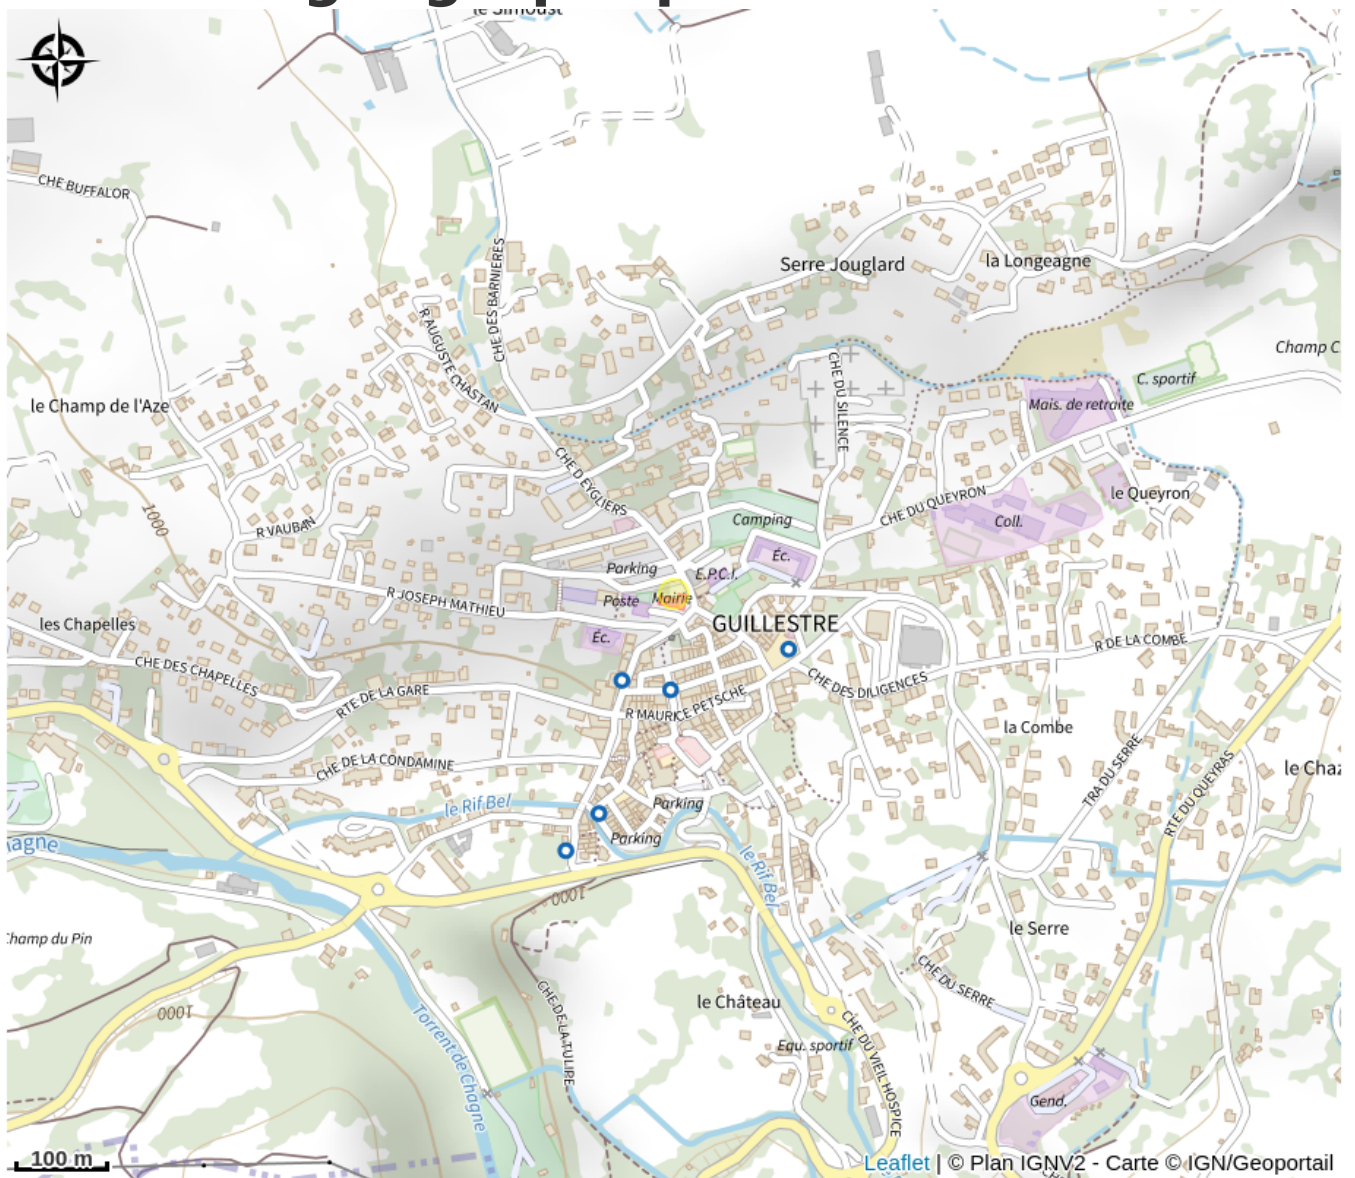 le Simoust
CHE BUFFALOR
CHE DES BARNIERES
Serre Jouglard
la Longeagne
R AUGUSTE CHASTAN
CHE DU SILENCE
Champ C
C. sportif
Mais. de retraite
le Champ de l'Aze
CHE D EYGLIERS
CHE DU QUEYRON
le Queyron
1000
R VAUBAN
Camping
Coll.
Éc.
Parking
E.P.C.I.
R JOSEPH MATHIEU
Poste
Mairie
GUILLESTRE
les Chapelles
Éc.
R DE LA COMBE
CHE DES CHAPELLES
RTE DE LA GARE
CHE DES DILIGENCES
R MAURICE PETSCHE
la Combe
CHE DE LA CONDAMINE
le Chaz
TRA DU SERRE
RTE DU QUEYRAS
le Rif Bel
Parking
Parking
agne
le Rif Bel
1000
Champ du Pin
le Serre
CHE DU SERRE
le Château
1000
CHE DE LA TULIPE
Torrent de Chagne
Equ. sportif
CHE DU VIEIL HOSPICE
Gend.
100 m
Leaflet | © Plan IGNV2 - Carte © IGN/Geoportail